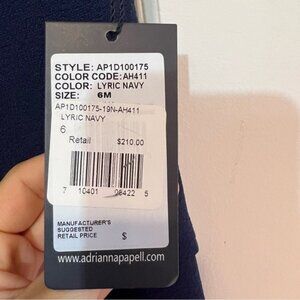 STYLE: AP1D100175
COLOR CODE: AH411
COLOR: LYRIC NAVY
SIZE: 6M
AP1D100175-19N-AH411
LYRIC NAVY
6
Retail $210.00
7 10401 08422 5
MANUFACTURER'S
SUGGESTED
RETAIL PRICE $
www.adriannapapell.com